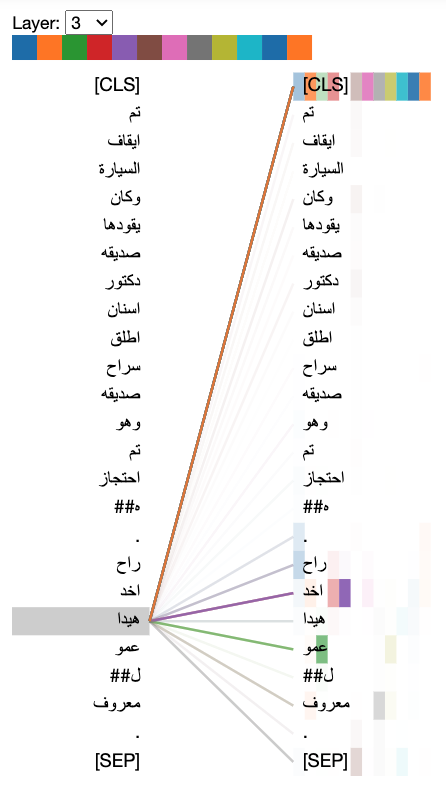 Layer: 3
[CLS] [CLS]
تم تم
ايقاف ايقاف
السيارة السيارة
وكان وكان
يقودها يقودها
صديقه صديقه
دكتور دكتور
اسنان اسنان
اطلق اطلق
سراح سراح
صديقه صديقه
وهو وهو
تم تم
احتجاز احتجاز
##ه ##ه
. .
راح راح
اخد اخد
هيدا هيدا
عمو عمو
##ل ##ل
معروف معروف
. .
[SEP] [SEP]